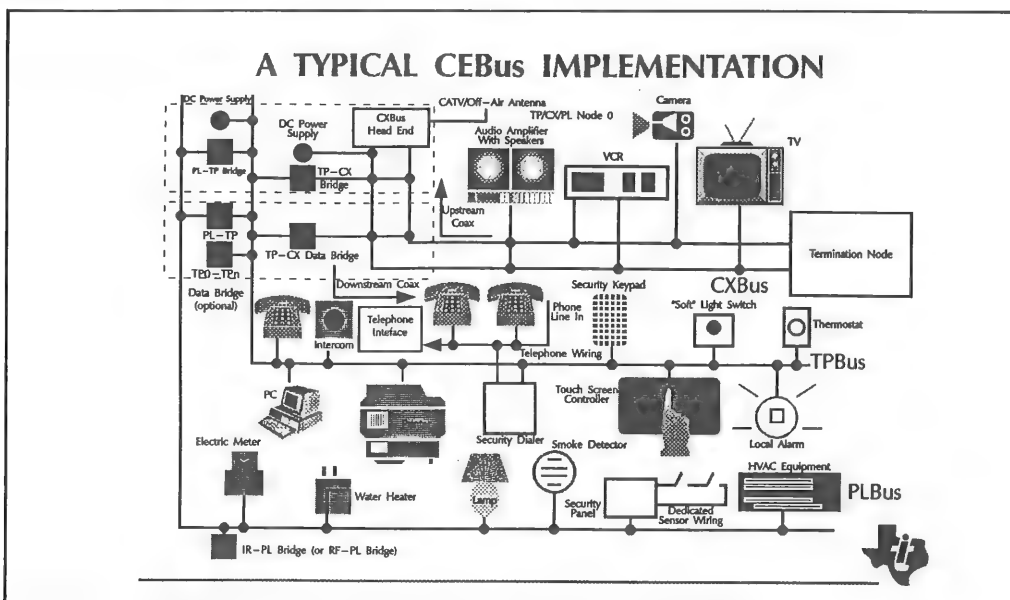 A TYPICAL CEBus IMPLEMENTATION
DC Power Supply
DC Power
Supply
CXBus
Head End
CATV/Off-Air Antenna
TP/CX/PL Node 0
Camera
Audio Amplifier
With Speakers
VCR
TV
PL-TP Bridge
TP-CX
Bridge
Upstream
Coax
PL-TP
TP-CX Data Bridge
TP0-TPn
Termination Node
CXBus
Data Bridge
(optional)
Downstream Coax
Telephone
Inteface
Phone
Line In
Security Keypad
"Soft" Light Switch
Thermostat
Intercom
Telephone Wiring
TPBus
PC
Touch Screen
Controller
Security Dialer
Local Alarm
Electric Meter
Water Heater
Lamp
Smoke Detector
Security
Panel
Dedicated
Sensor Wiring
HVAC Equipment
PLBus
IR-PL Bridge (or RF-PL Bridge)